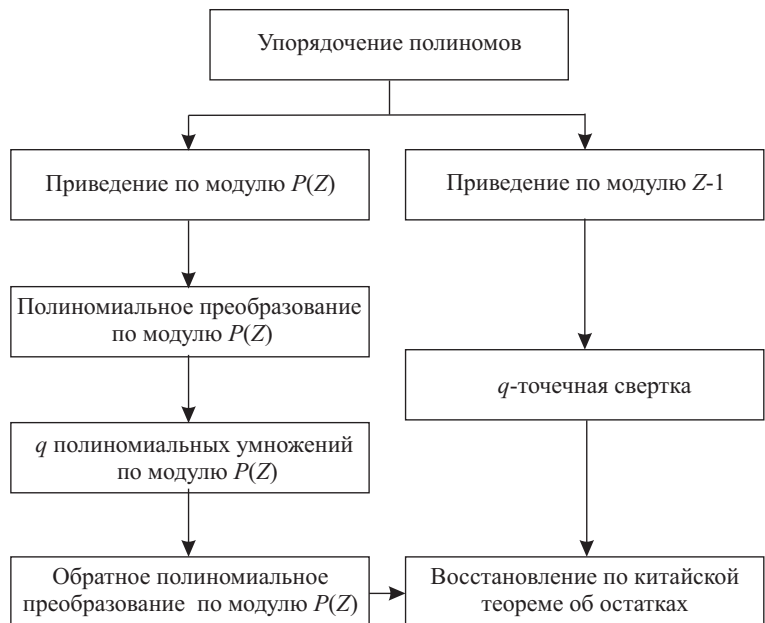 Упорядочение полиномов
Приведение по модулю P(Z)
Приведение по модулю Z-1
Полиномиальное преобразование
по модулю P(Z)
q-точечная свертка
q полиномиальных умножений
по модулю P(Z)
Обратное полиномиальное
преобразование по модулю P(Z)
Восстановление по китайской
теореме об остатках